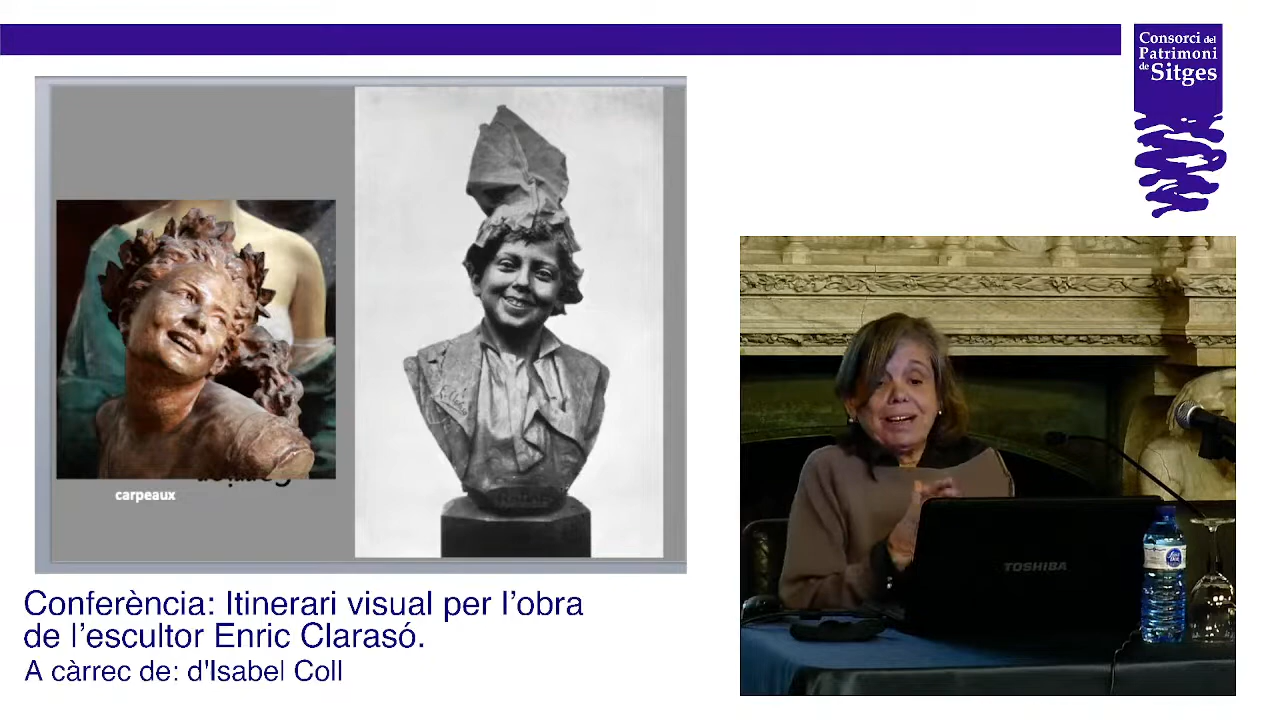 Consorci del
Patrimoni
de Sitges
carpeaux
TOSHIBA
Conferència: Itinerari visual per l'obra
de l'escultor Enric Clarasó.
A càrrec de: d'Isabel Coll